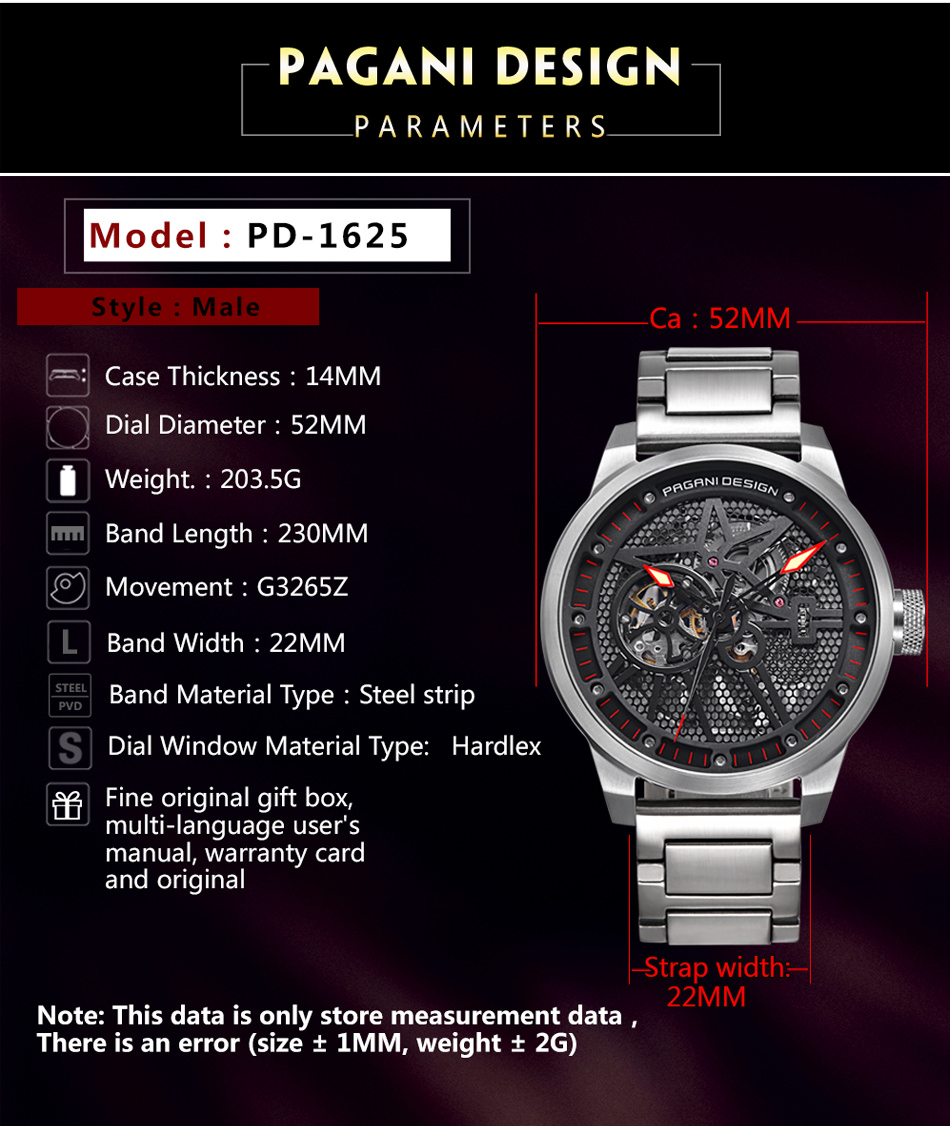 PAGANI DESIGN
PARAMETERS
Model : PD-1625
Style : Male
Ca : 52MM
Case Thickness : 14MM
Dial Diameter : 52MM
Weight. : 203.5G
Band Length : 230MM
Movement : G3265Z
L
Band Width : 22MM
STEEL
PVD
Band Material Type : Steel strip
S
Dial Window Material Type: Hardlex
Fine original gift box,
multi-language user's
manual, warranty card
and original
PAGANI DESIGN
Strap width:
22MM
Note: This data is only store measurement data ,
There is an error (size ± 1MM, weight ± 2G)